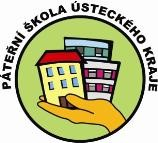 PÁTEŘNÍ ŠKOLA ÚSTECKÉHO KRAJE